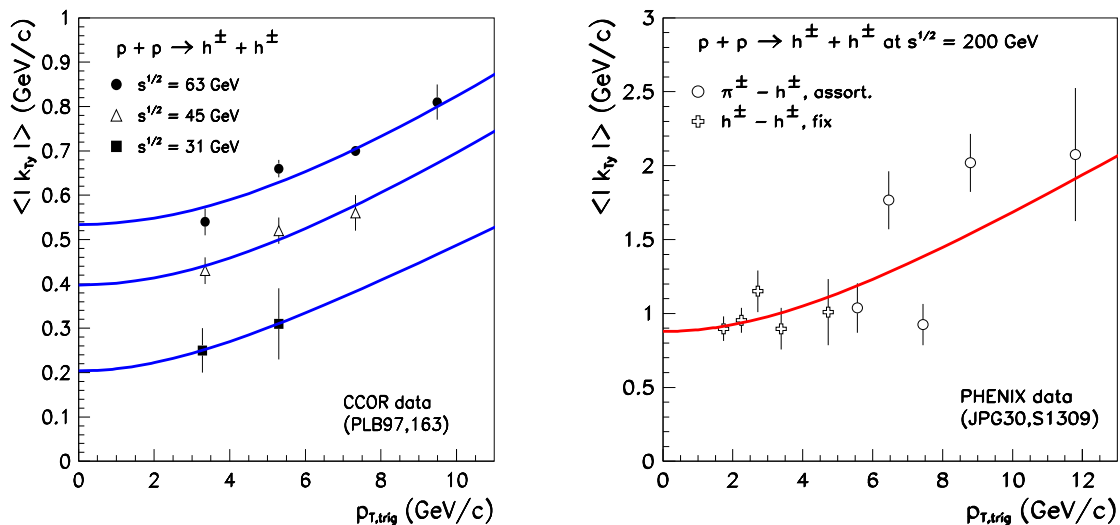 <| k_Ty |> (GeV/c)
1
0.9
0.8
0.7
0.6
0.5
0.4
0.3
0.2
0.1
0
p + p → h± + h±
s^1/2 = 63 GeV
s^1/2 = 45 GeV
s^1/2 = 31 GeV
CCOR data
(PLB97,163)
0 2 4 6 8 10
p_T,trig (GeV/c)
<| k_Ty |> (GeV/c)
3
2.5
2
1.5
1
0.5
0
p + p → h± + h± at s^1/2 = 200 GeV
π± – h±, assort.
h± – h±, fix
PHENIX data
(JPG30,S1309)
0 2 4 6 8 10 12
p_T,trig (GeV/c)